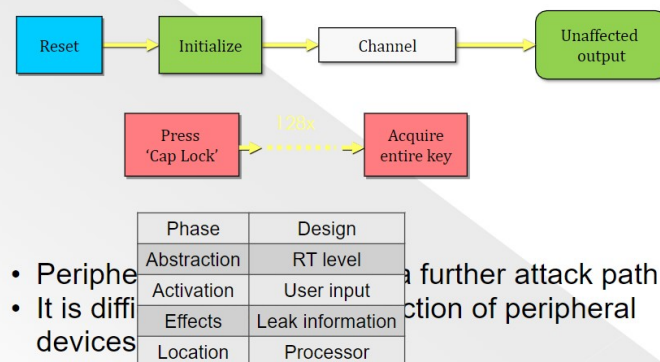 Reset
Initialize
Channel
Unaffected
output
Press
'Cap Lock'
128x
Acquire
entire key
Phase Design
Abstraction RT level
Activation User input
Effects Leak information
Location Processor
• Periphe a further attack path
• It is diffi ction of peripheral
devices